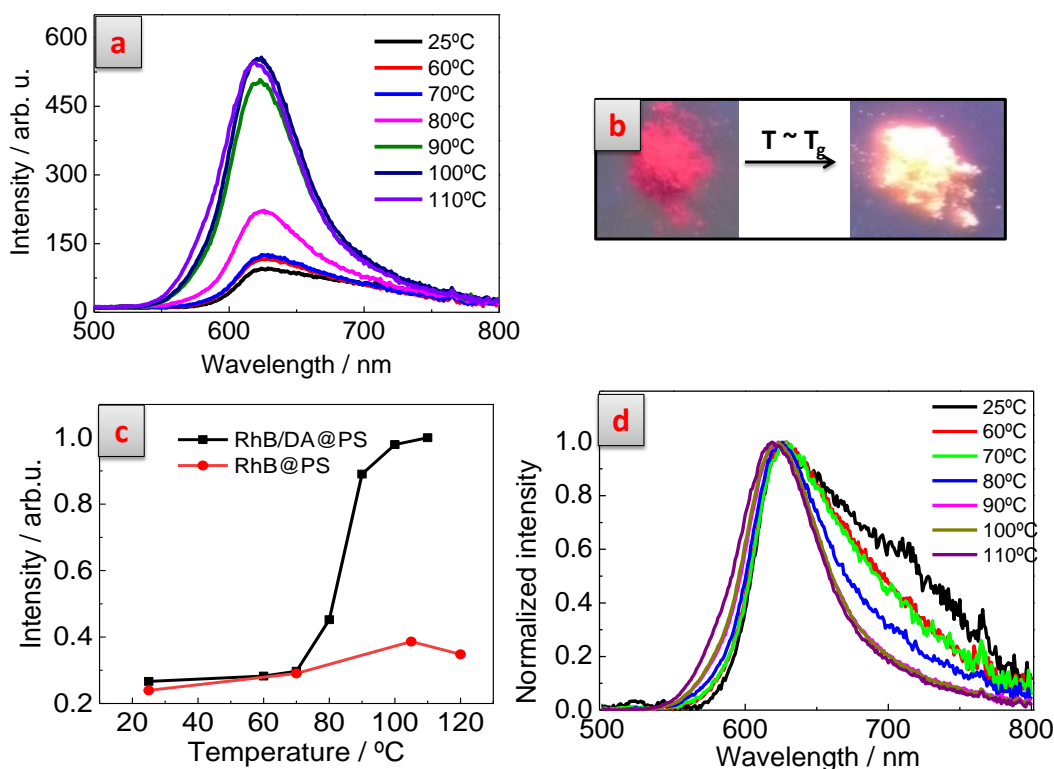 a
600
450
300
150
0
500 600 700 800
Intensity / arb. u.
Wavelength / nm
25ºC
60ºC
70ºC
80ºC
90ºC
100ºC
110ºC
b
T ~ Tg
c
1.0
0.8
0.6
0.4
0.2
20 40 60 80 100 120
Intensity / arb.u.
Temperature / ºC
RhB/DA@PS
RhB@PS
d
1.0
0.8
0.6
0.4
0.2
0.0
500 600 700 800
Normalized intensity
Wavelength / nm
25ºC
60ºC
70ºC
80ºC
90ºC
100ºC
110ºC